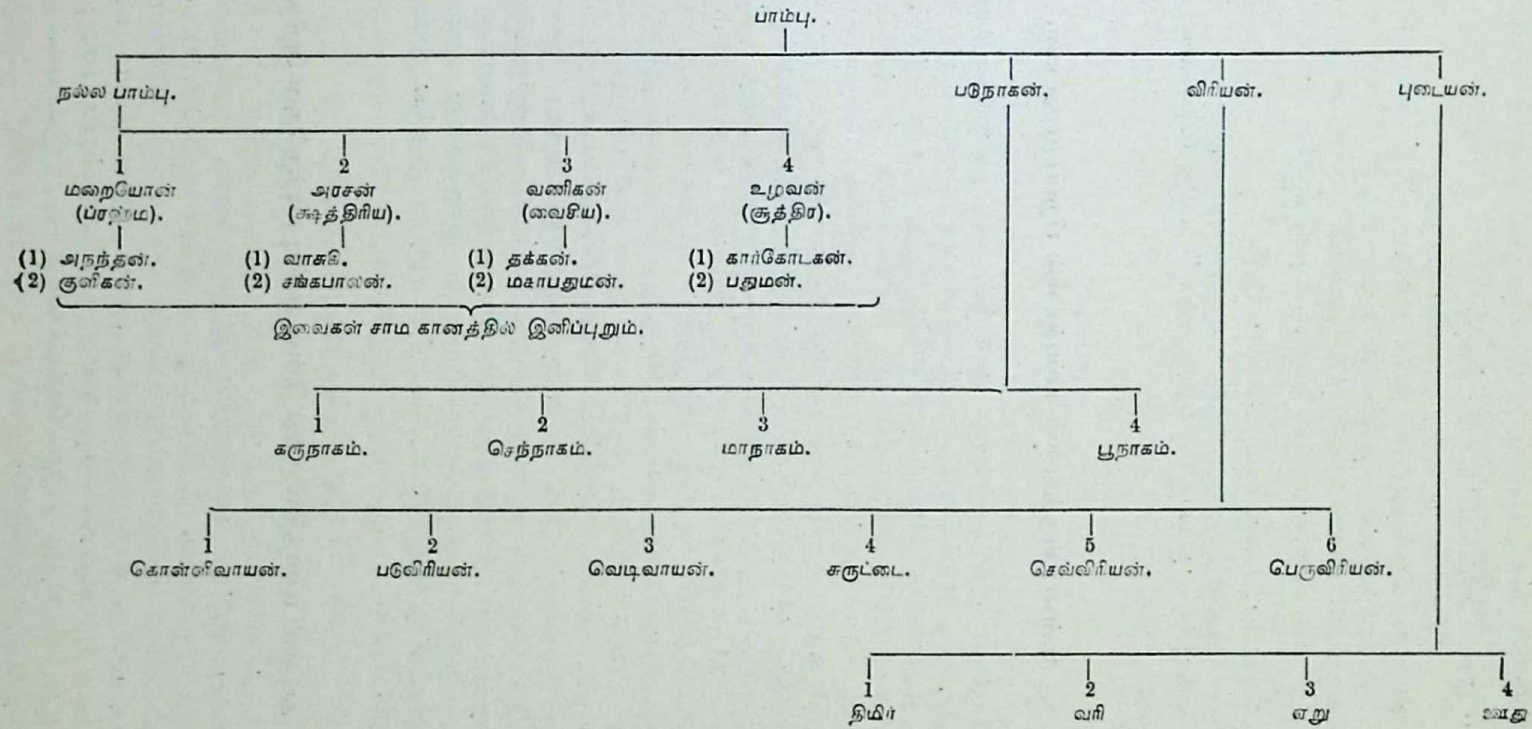 பாம்பு.
நல்ல பாம்பு. படுநாகன். விரியன். புடையன்.
1 2 3 4
மறையோன் அரசன் வணிகன் உழவன்
(ப்ரஹ்ம). (க்ஷத்திரிய). (வைசிய). (சூத்திர).
(1) அநந்தன். (1) வாசுகி. (1) தக்கன். (1) கார்கோடகன்.
(2) குளிகன். (2) சங்கபாலன். (2) மகாபதுமன். (2) பதுமன்.
இவைகள் சாம கானத்தில் இனிப்புறும்.
1 2 3 4
கருநாகம். செந்நாகம். மாநாகம். பூநாகம்.
1 2 3 4 5 6
கொள்ளிவாயன். படுவிரியன். வெடிவாயன். சுருட்டை. செவ்விரியன். பெருவிரியன்.
1 2 3 4
திமிர் வரி எறு ஊது